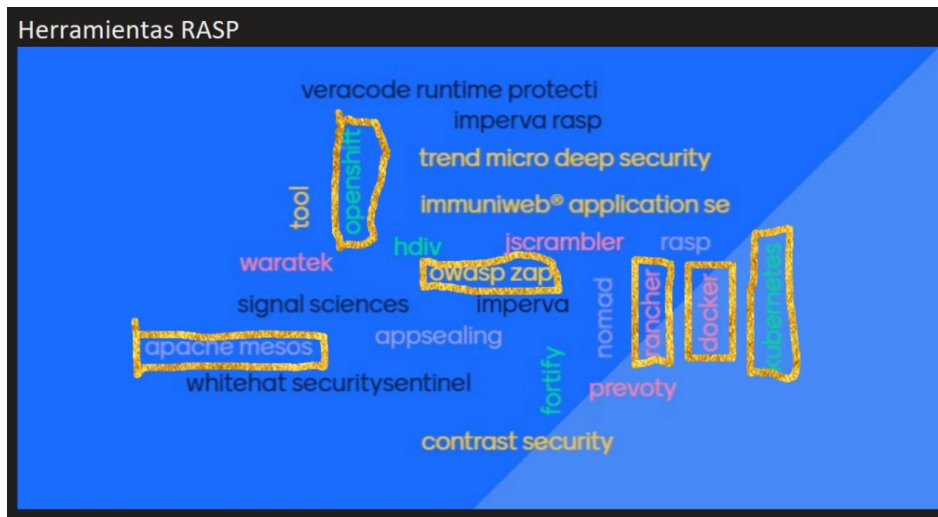 Herramientas RASP
veracode runtime protecti
imperva rasp
openshift
trend micro deep security
tool
immuniweb® application se
hdiv
jscrambler
rasp
kubernetes
waratek
owasp zap
rancher
docker
signal sciences
imperva
nomad
apache mesos
appsealing
whitehat securitysentinel
fortify
prevoty
contrast security